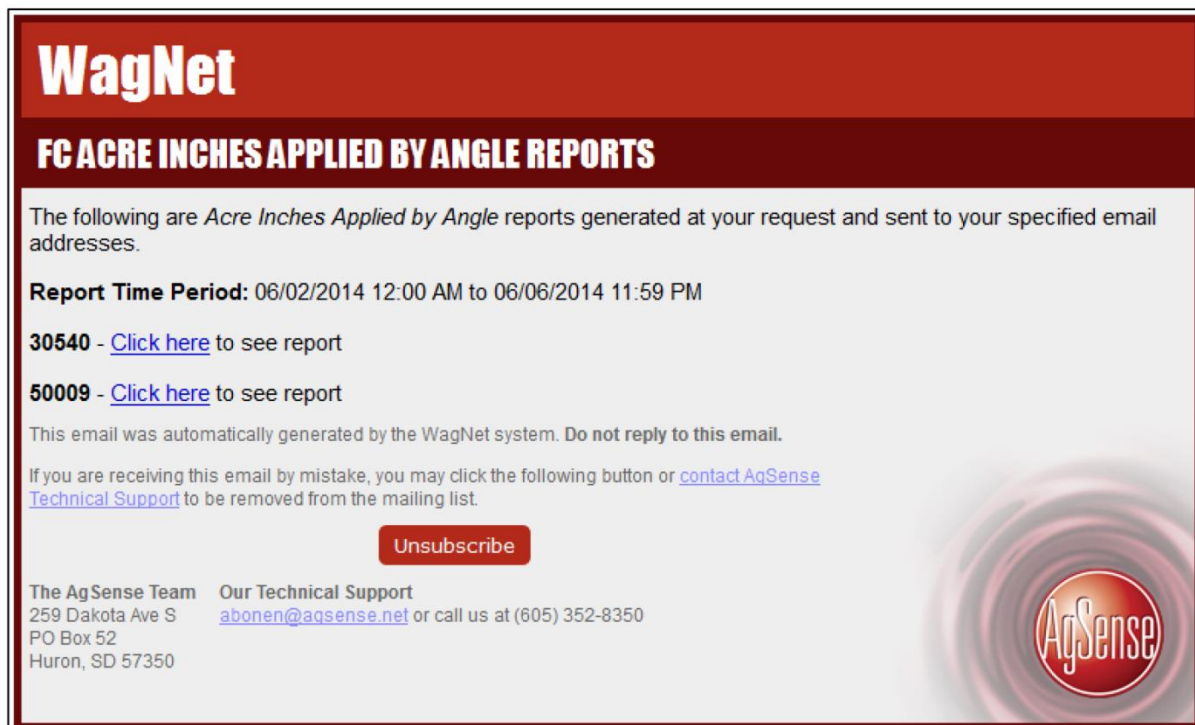 WagNet
FC ACRE INCHES APPLIED BY ANGLE REPORTS
The following are Acre Inches Applied by Angle reports generated at your request and sent to your specified email
addresses.
Report Time Period: 06/02/2014 12:00 AM to 06/06/2014 11:59 PM
30540 - Click here to see report
50009 - Click here to see report
This email was automatically generated by the WagNet system. Do not reply to this email.
If you are receiving this email by mistake, you may click the following button or contact AgSense
Technical Support to be removed from the mailing list.
Unsubscribe
The AgSense Team
259 Dakota Ave S
PO Box 52
Huron, SD 57350
Our Technical Support
abonen@agsense.net or call us at (605) 352-8350
AgSense